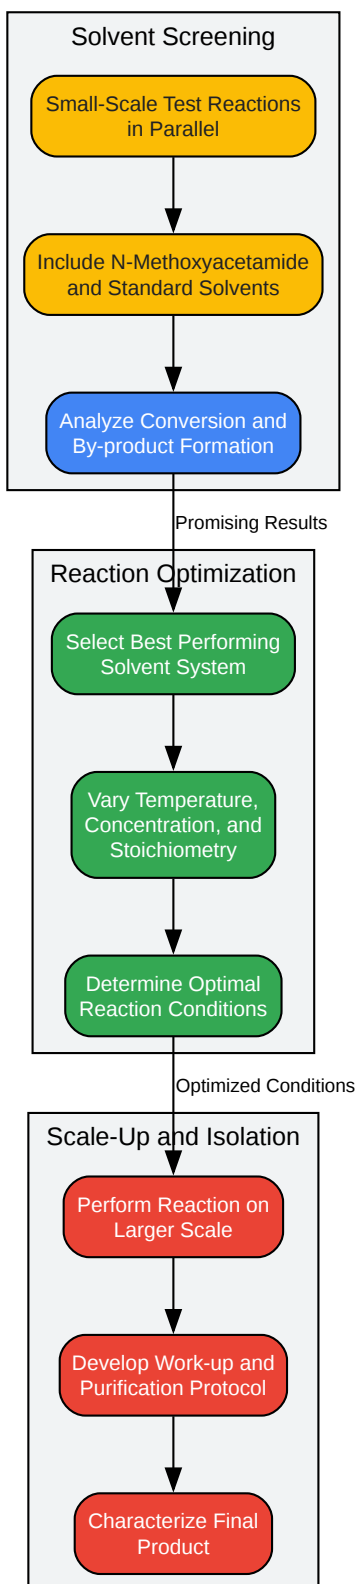 Solvent Screening
Small-Scale Test Reactions
in Parallel
Include N-Methoxyacetamide
and Standard Solvents
Analyze Conversion and
By-product Formation
Promising Results
Reaction Optimization
Select Best Performing
Solvent System
Vary Temperature,
Concentration, and
Stoichiometry
Determine Optimal
Reaction Conditions
Optimized Conditions
Scale-Up and Isolation
Perform Reaction on
Larger Scale
Develop Work-up and
Purification Protocol
Characterize Final
Product